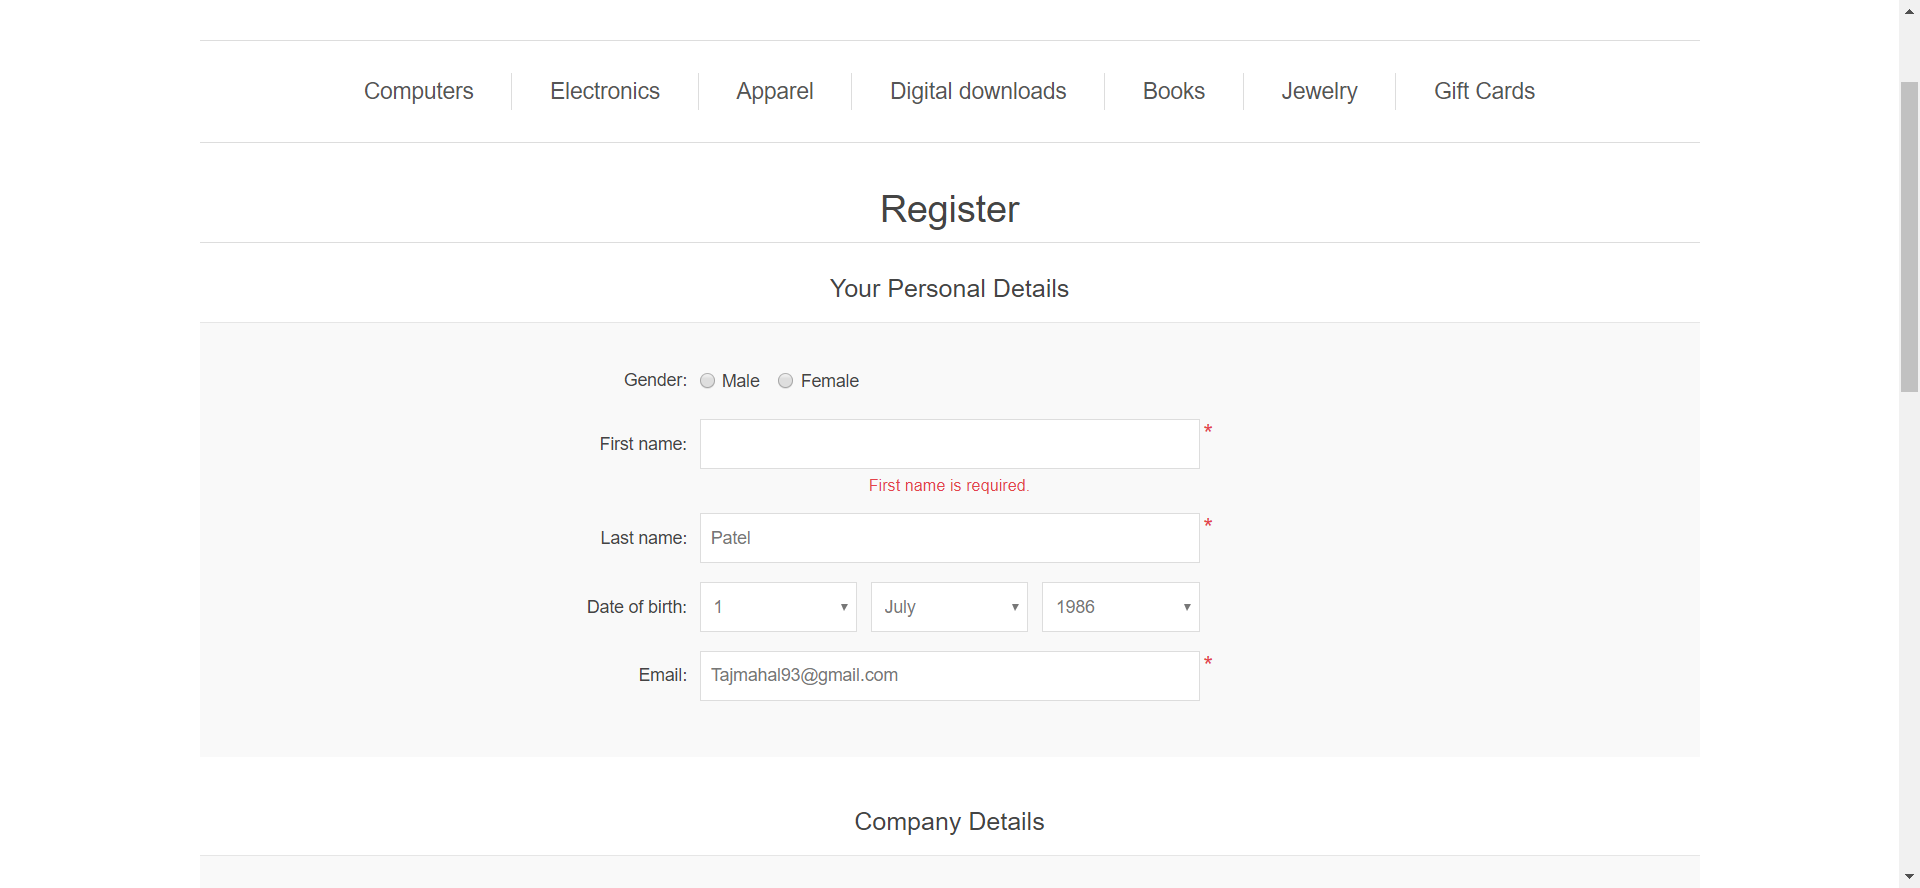 Computers Electronics Apparel Digital downloads Books Jewelry Gift Cards
Register
Your Personal Details
Gender: Male Female
First name: *
First name is required.
Last name: Patel *
Date of birth: 1 July 1986
Email: Tajmahal93@gmail.com *
Company Details